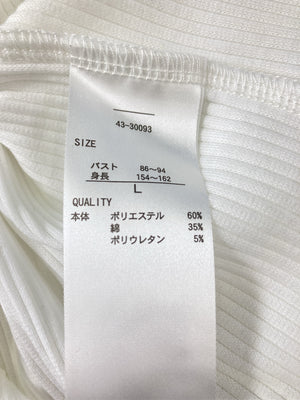 43-30093
SIZE
バスト 86～94
身長 154～162
L
QUALITY
本体 ポリエステル 60%
綿 35%
ポリウレタン 5%